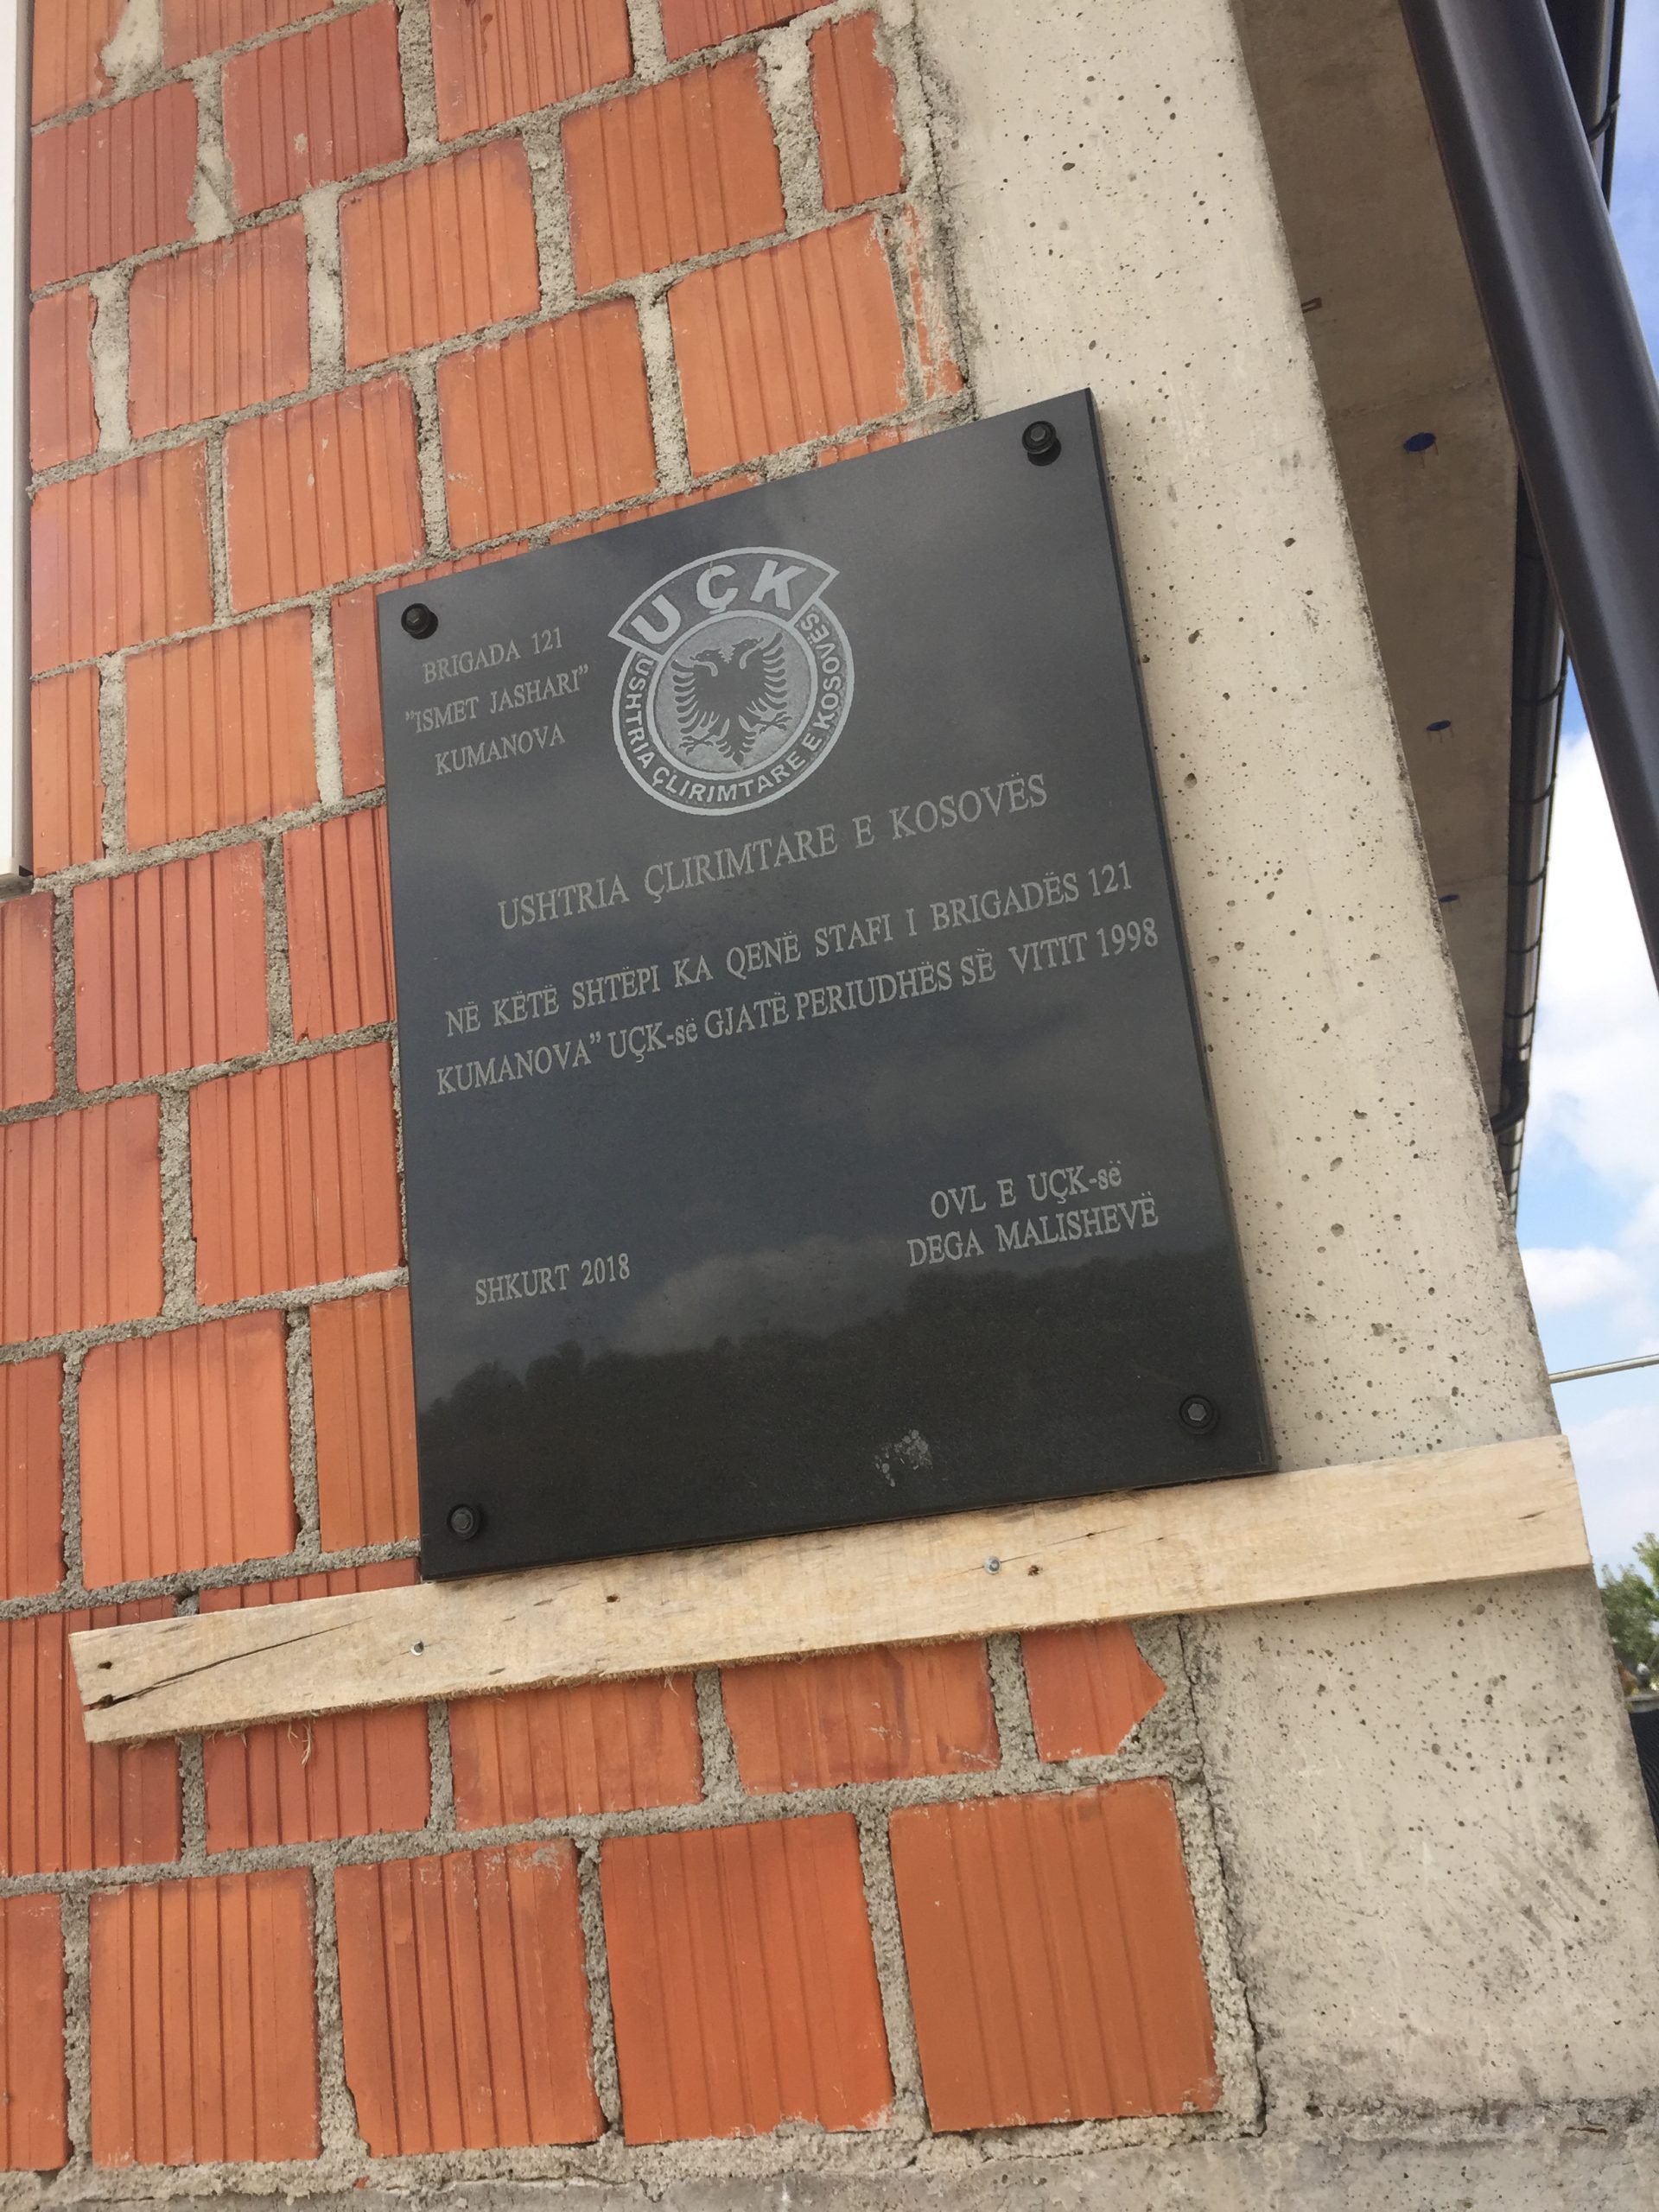 BRIGADA 121
"ISMET JASHARI"
KUMANOVA
UÇK
USHTRIA ÇLIRIMTARE E KOSOVËS
USHTRIA ÇLIRIMTARE E KOSOVËS
NË KËTË SHTËPI KA QENË STAFI I BRIGADËS 121
KUMANOVA" UÇK-së GJATË PERIUDHËS SË VITIT 1998
OVL E UÇK-së
DEGA MALISHEVË
SHKURT 2018